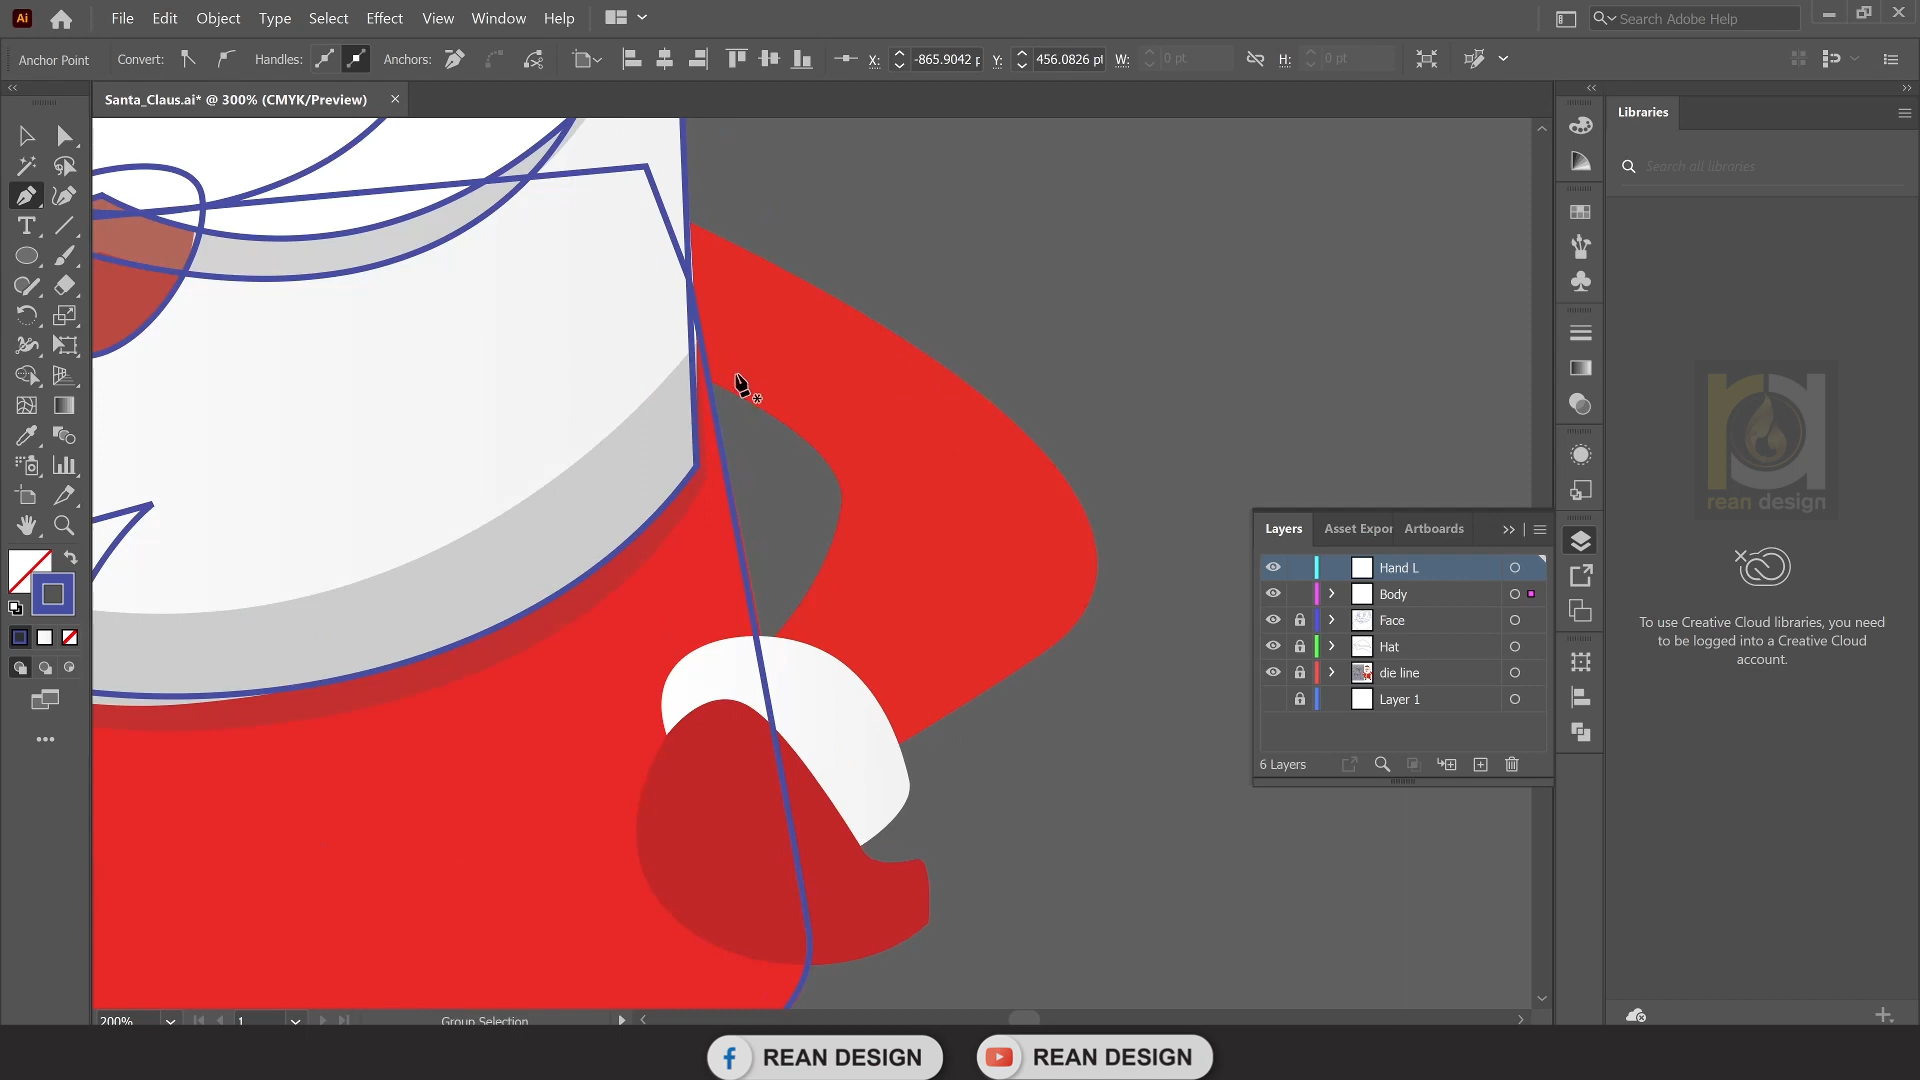 Ai File Edit Object Type Select Effect View Window Help Search Adobe Help
Anchor Point Convert: Handles: Anchors: X: -865.9042 p Y: 456.0826 pt W: 0 pt H: 0 pt
Santa_Claus.ai* @ 300% (CMYK/Preview)
Libraries
Search all libraries
rean design
To use Creative Cloud libraries, you need
to be logged into a Creative Cloud
account.
Layers Asset Expor Artboards
Hand L
Body
Face
Hat
die line
Layer 1
6 Layers
200% 1 Group Selection
REAN DESIGN REAN DESIGN